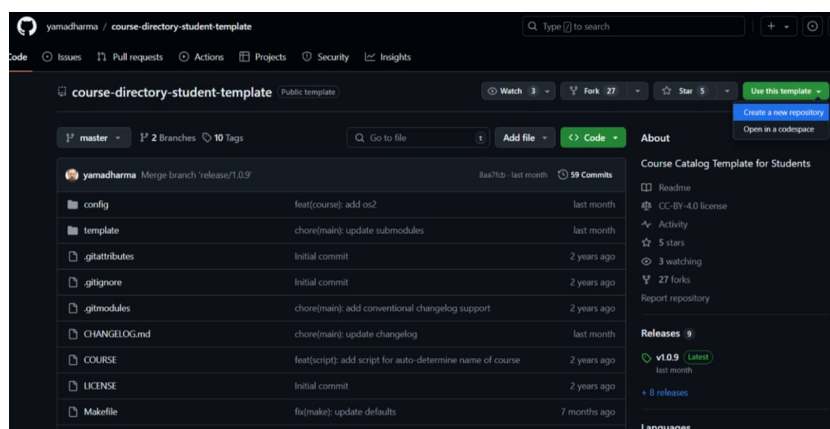 yamadharma / course-directory-student-template
Type / to search
Code Issues Pull requests Actions Projects Security Insights
course-directory-student-template Public template
Watch 3 Fork 27 Star 5 Use this template
Create a new repository
Open in a codespace
master 2 Branches 10 Tags Go to file t Add file <> Code
yamadharma Merge branch 'release/1.0.9' 8aa7fcb · last month 59 Commits
config feat(course): add os2 last month
template chore(main): update submodules last month
.gitattributes Initial commit 2 years ago
.gitignore Initial commit 2 years ago
.gitmodules chore(main): add conventional changelog support 2 years ago
CHANGELOG.md chore(main): update changelog last month
COURSE feat(script): add script for auto-determine name of course 2 years ago
LICENSE Initial commit 2 years ago
Makefile fix(make): update defaults 7 months ago
About
Course Catalog Template for Students
Readme
CC-BY-4.0 license
Activity
5 stars
3 watching
27 forks
Report repository
Releases 9
v1.0.9 Latest
last month
+ 8 releases
Languages